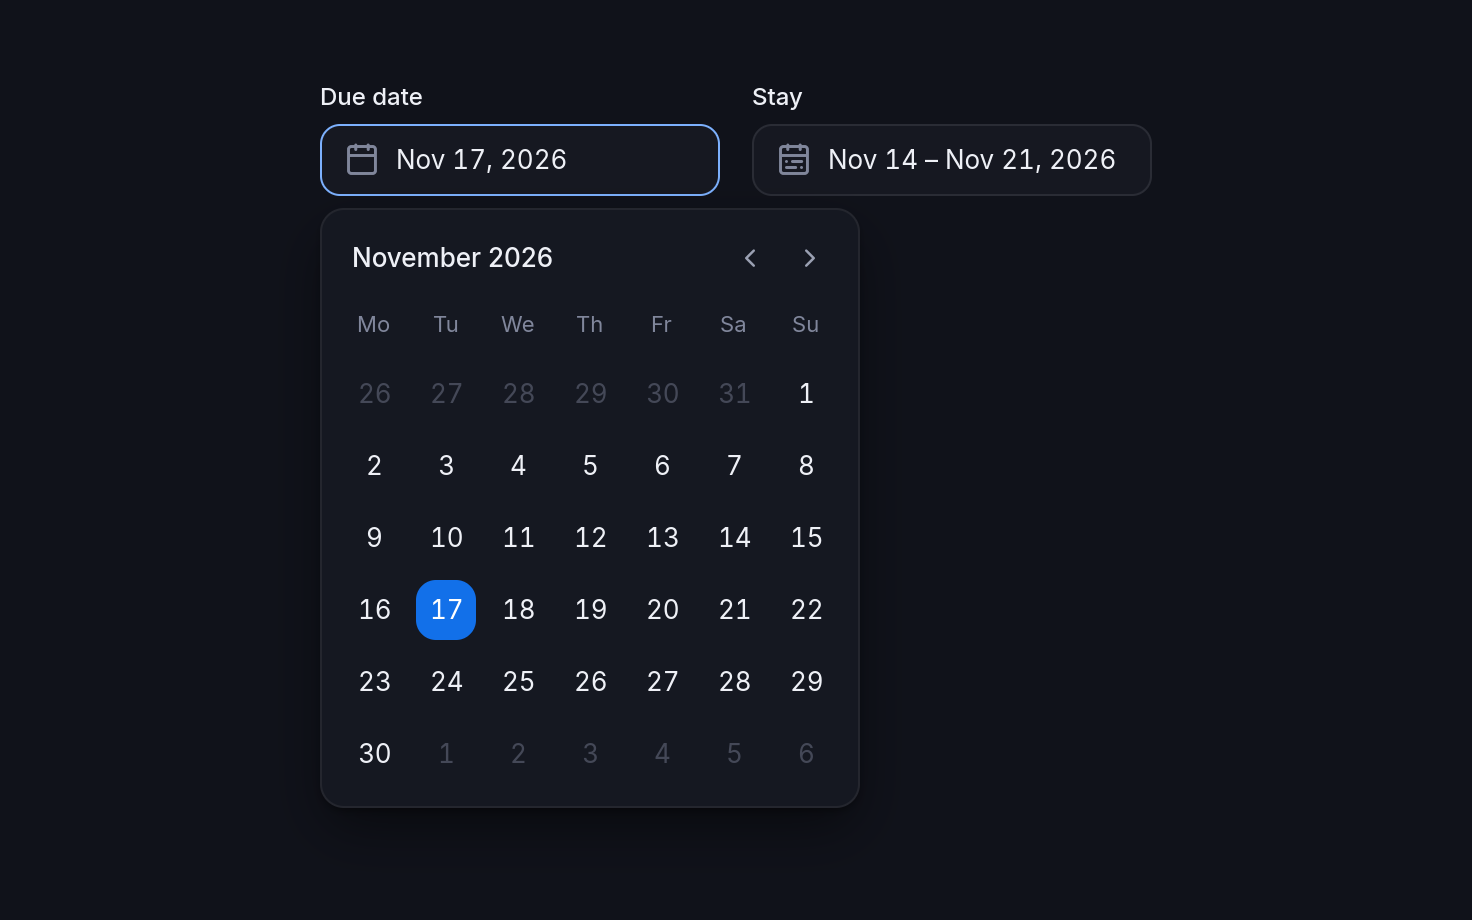 Due date
Stay
Nov 17, 2026
Nov 14 – Nov 21, 2026
November 2026
Mo Tu We Th Fr Sa Su
26 27 28 29 30 31 1
2 3 4 5 6 7 8
9 10 11 12 13 14 15
16 17 18 19 20 21 22
23 24 25 26 27 28 29
30 1 2 3 4 5 6